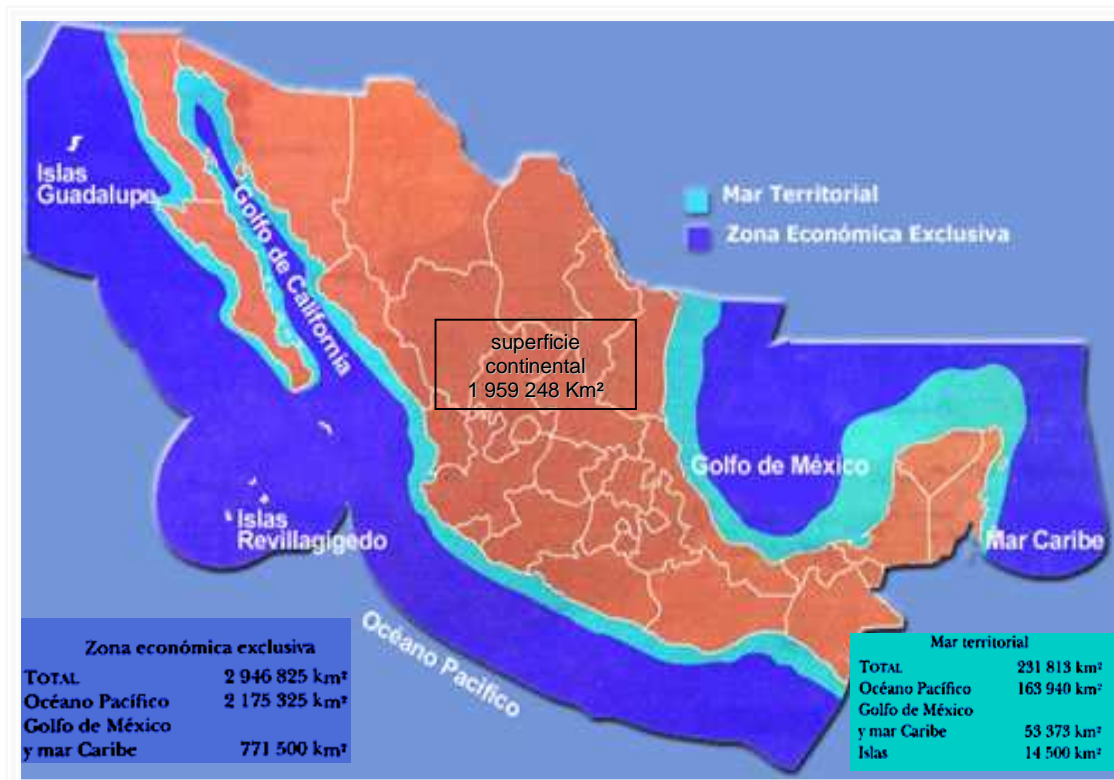 Islas
Guadalupe
Golfo de California
Mar Territorial
Zona Económica Exclusiva
superficie
continental
1 959 248 Km²
Golfo de México
Islas
Revillagigedo
Mar Caribe
Océano Pacifico
Zona económica exclusiva
TOTAL 2 946 825 km²
Océano Pacífico 2 175 325 km²
Golfo de México
y mar Caribe 771 500 km²
Mar territorial
TOTAL 231 813 km²
Océano Pacífico 163 940 km²
Golfo de México
y mar Caribe 53 373 km²
Islas 14 500 km²